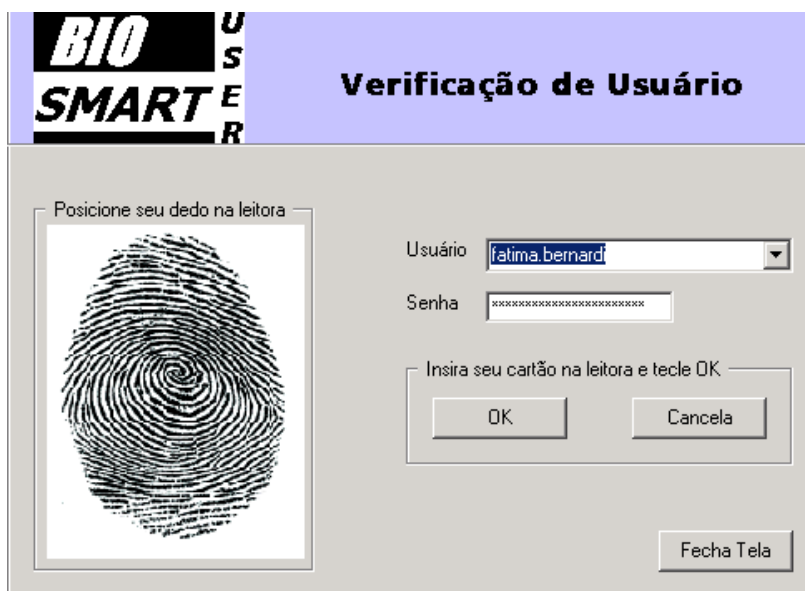 BIO
SMART
USER
Verificação de Usuário
Posicione seu dedo na leitora
Usuário
fatima.bernardi
Senha
***********************
Insira seu cartão na leitora e tecle OK
OK
Cancela
Fecha Tela